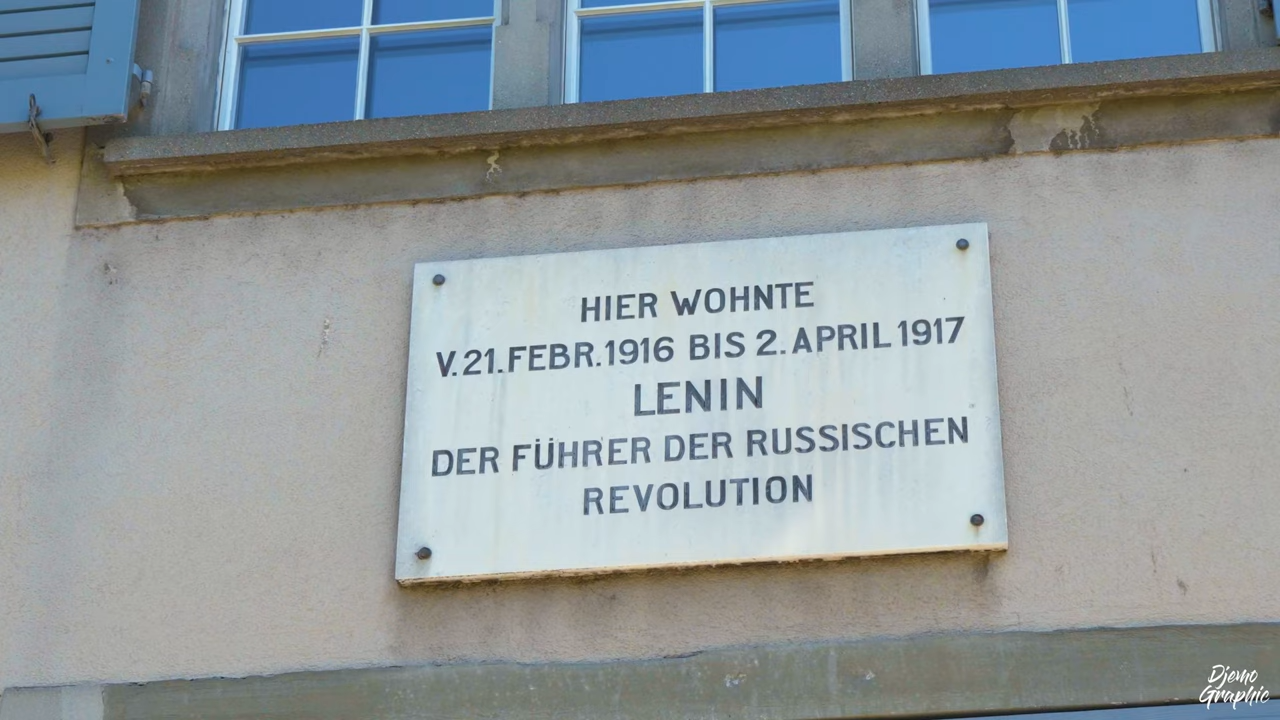 HIER WOHNTE
V. 21. FEBR. 1916 BIS 2. APRIL 1917
LENIN
DER FÜHRER DER RUSSISCHEN
REVOLUTION
Djemo
Graphic